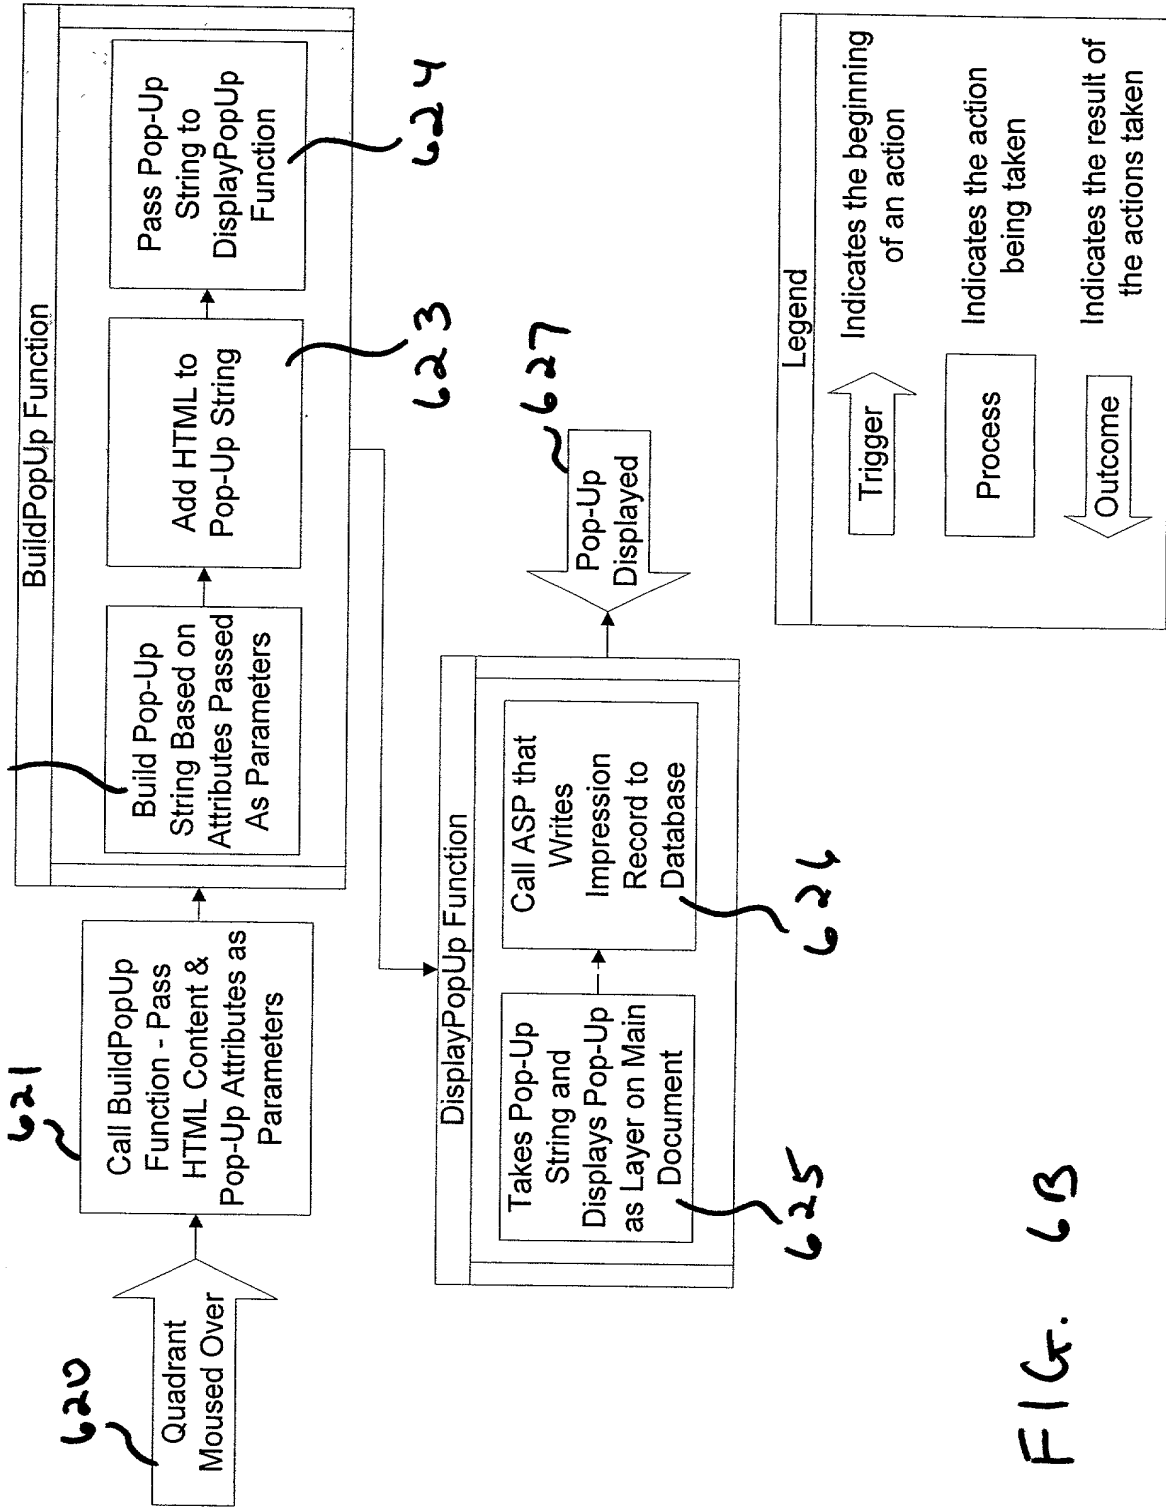 620
Quadrant
Moused Over
621
Call BuildPopUp
Function - Pass
HTML Content &
Pop-Up Attributes as
Parameters
BuildPopUp Function
Build Pop-Up
String Based on
Attributes Passed
As Parameters
Add HTML to
Pop-Up String
623
Pass Pop-Up
String to
DisplayPopUp
Function
624
DisplayPopUp Function
Takes Pop-Up
String and
Displays Pop-Up
as Layer on Main
Document
625
Call ASP that
Writes
Impression
Record to
Database
626
Pop-Up
Displayed
627
Legend
Trigger
Indicates the beginning
of an action
Process
Indicates the action
being taken
Outcome
Indicates the result of
the actions taken
FIG. 6B